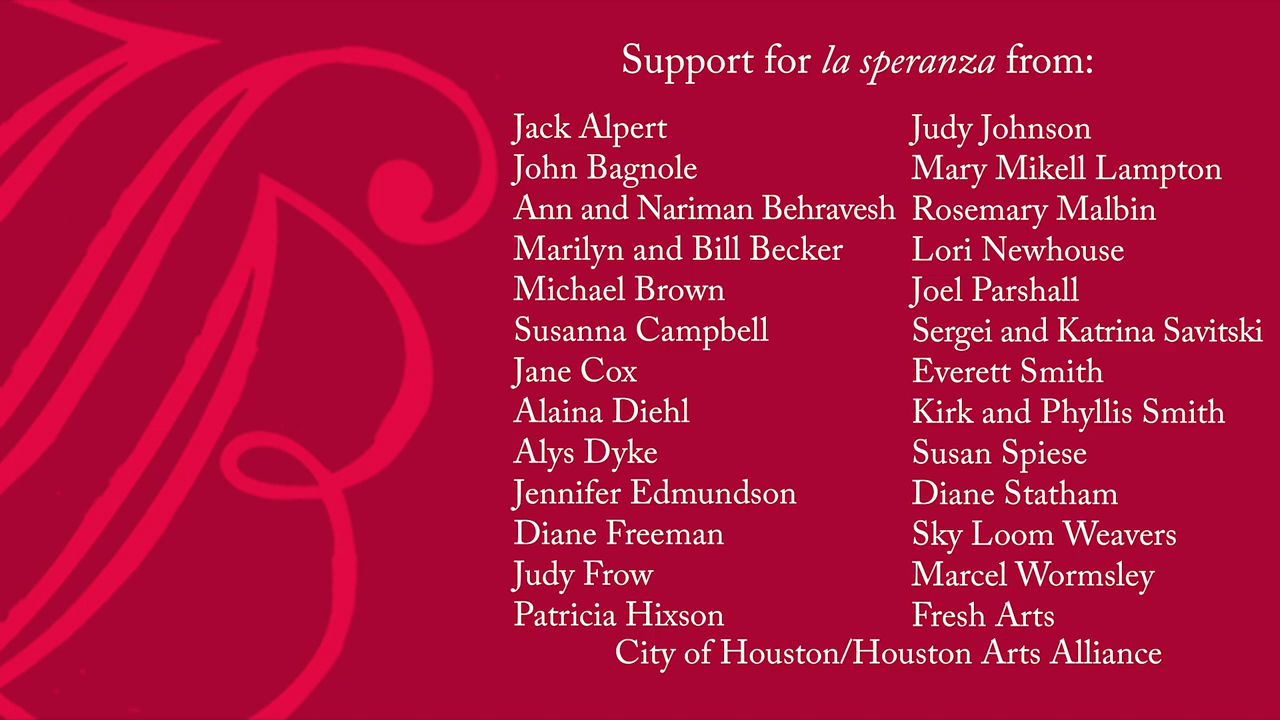 Support for la speranza from:
Jack Alpert
John Bagnole
Ann and Nariman Behravesh
Marilyn and Bill Becker
Michael Brown
Susanna Campbell
Jane Cox
Alaina Diehl
Alys Dyke
Jennifer Edmundson
Diane Freeman
Judy Frow
Patricia Hixson
Judy Johnson
Mary Mikell Lampton
Rosemary Malbin
Lori Newhouse
Joel Parshall
Sergei and Katrina Savitski
Everett Smith
Kirk and Phyllis Smith
Susan Spiese
Diane Statham
Sky Loom Weavers
Marcel Wormsley
Fresh Arts
City of Houston/Houston Arts Alliance